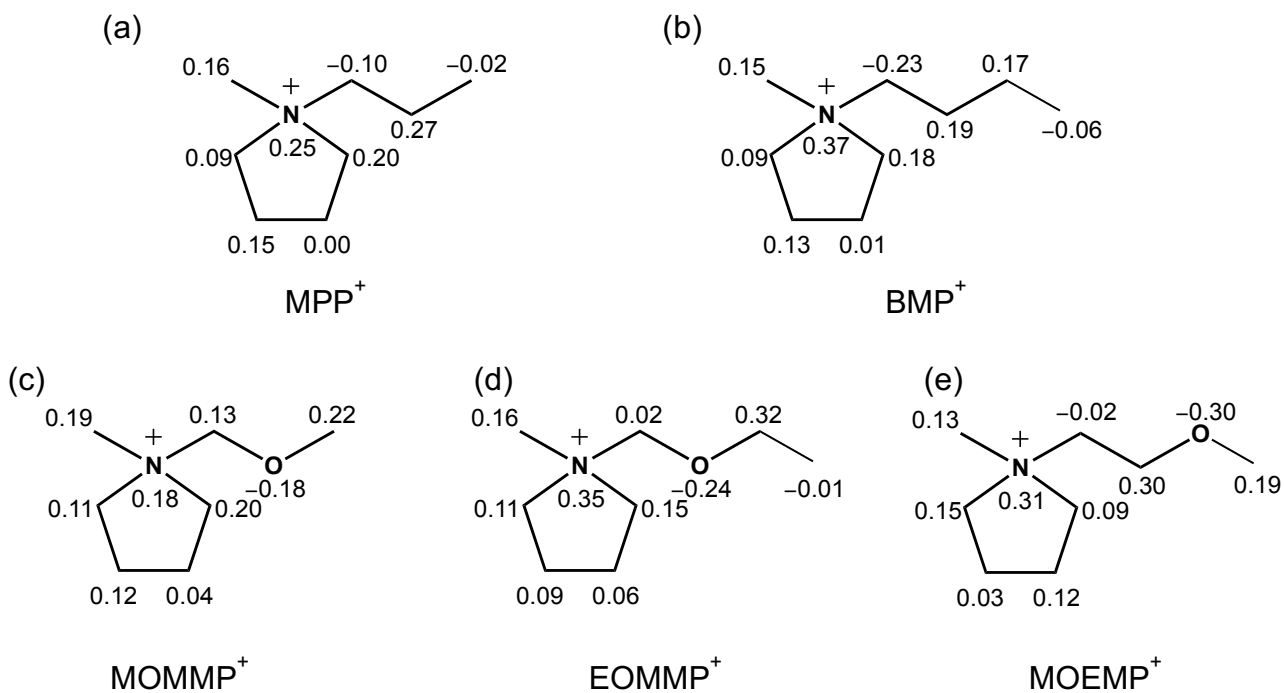 (a)
(b)
0.16 −0.10 −0.02
0.15 −0.23 0.17
+
+
N
N
0.27
0.19 −0.06
0.09 0.25 0.20
0.09 0.37 0.18
0.15 0.00
0.13 0.01
MPP+
BMP+
(c)
(d)
(e)
0.19 0.13 0.22
0.16 0.02 0.32
0.13 −0.02 −0.30
+
+
+
N O
N O
N O
0.11 0.18 0.20 −0.18
0.11 0.35 0.15 −0.24 −0.01
0.15 0.31 0.09 0.30 0.19
0.12 0.04
0.09 0.06
0.03 0.12
MOMMP+
EOMMP+
MOEMP+